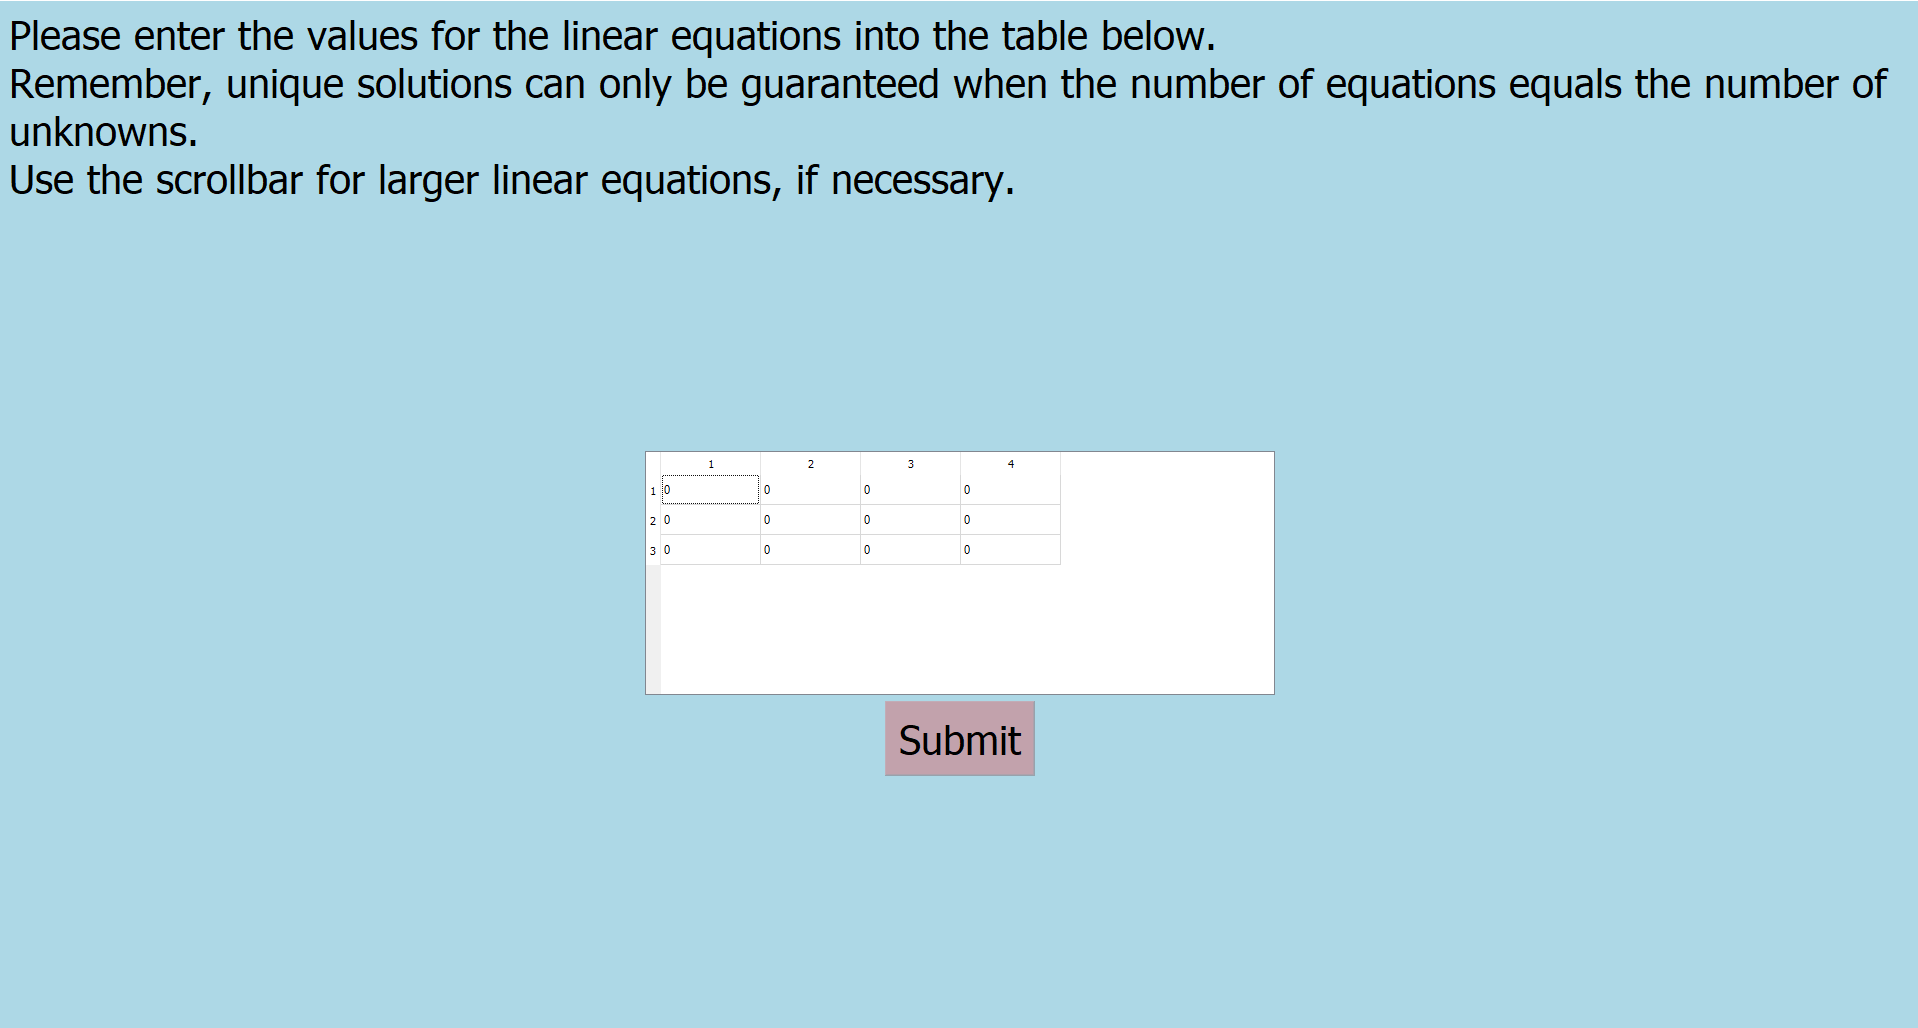 Please enter the values for the linear equations into the table below.
Remember, unique solutions can only be guaranteed when the number of equations equals the number of
unknowns.
Use the scrollbar for larger linear equations, if necessary.
1 2 3 4
1 0 0 0 0
2 0 0 0 0
3 0 0 0 0
Submit